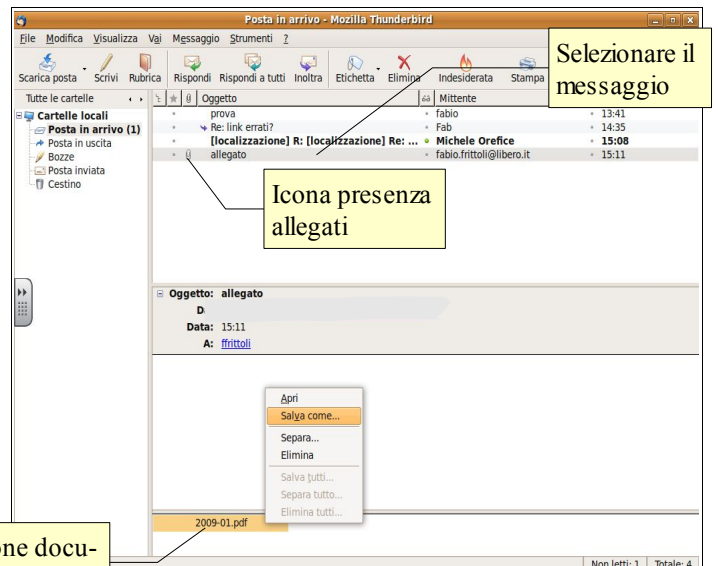 Posta in arrivo - Mozilla Thunderbird
File Modifica Visualizza Vai Messaggio Strumenti ?
Scarica posta Scrivi Rubrica Rispondi Rispondi a tutti Inoltra Etichetta Elimina Indesiderata Stampa
Selezionare il
messaggio
Tutte le cartelle
Oggetto Mittente
Cartelle locali
Posta in arrivo (1)
Posta in uscita
Bozze
Posta inviata
Cestino
prova fabio 13:41
Re: link errati? Fab 14:35
[localizzazione] R: [localizzazione] Re: ... Michele Orefice 15:08
allegato fabio.frittoli@libero.it 15:11
Icona presenza
allegati
Oggetto: allegato
Data: 15:11
A: ffrittoli
Apri
Salva come...
Separa...
Elimina
Salva tutti...
Separa tutto...
Elimina tutti...
2009-01.pdf
one docu-
Non letti: 1 Totale: 4